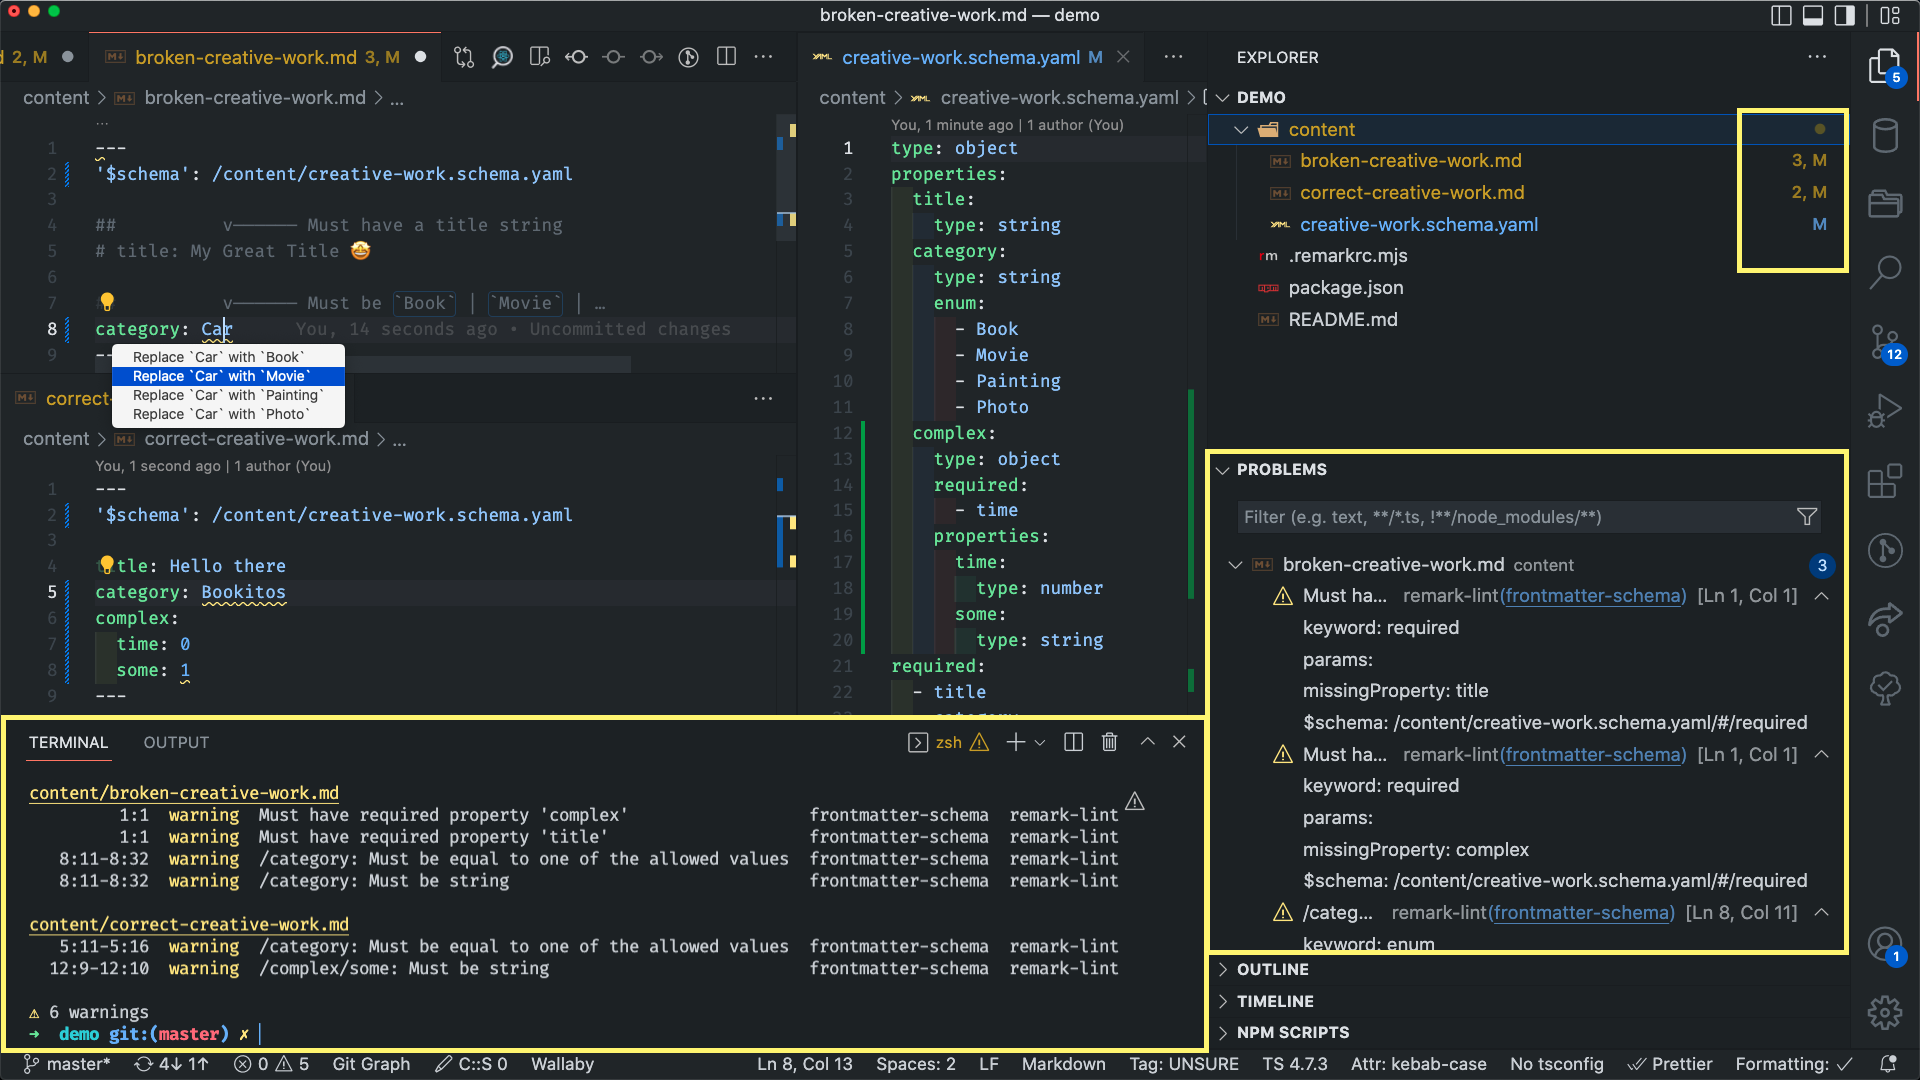 broken-creative-work.md — demo
2, M
broken-creative-work.md 3, M
content > broken-creative-work.md > ...
...
1 ---
2 '$schema': /content/creative-work.schema.yaml
3
4 ## v—— Must have a title string
5 # title: My Great Title 🤩
6
7 v—— Must be `Book` | `Movie` | …
8 category: Car You, 14 seconds ago • Uncommitted changes
9 --
Replace `Car` with `Book`
Replace `Car` with `Movie`
Replace `Car` with `Painting`
Replace `Car` with `Photo`
correct-
content > correct-creative-work.md > ...
You, 1 second ago | 1 author (You)
1 ---
2 '$schema': /content/creative-work.schema.yaml
3
4 tle: Hello there
5 category: Bookitos
6 complex:
7 time: 0
8 some: 1
9 ---
creative-work.schema.yaml M
content > creative-work.schema.yaml >
You, 1 minute ago | 1 author (You)
1 type: object
2 properties:
3 title:
4 type: string
5 category:
6 type: string
7 enum:
8 - Book
9 - Movie
10 - Painting
11 - Photo
12 complex:
13 type: object
14 required:
15 - time
16 properties:
17 time:
18 type: number
19 some:
20 type: string
21 required:
22 - title
TERMINAL OUTPUT
zsh
content/broken-creative-work.md
1:1 warning Must have required property 'complex' frontmatter-schema remark-lint
1:1 warning Must have required property 'title' frontmatter-schema remark-lint
8:11-8:32 warning /category: Must be equal to one of the allowed values frontmatter-schema remark-lint
8:11-8:32 warning /category: Must be string frontmatter-schema remark-lint
content/correct-creative-work.md
5:11-5:16 warning /category: Must be equal to one of the allowed values frontmatter-schema remark-lint
12:9-12:10 warning /complex/some: Must be string frontmatter-schema remark-lint
⚠ 6 warnings
➜ demo git:(master) ✗
EXPLORER
DEMO
content
broken-creative-work.md 3, M
correct-creative-work.md 2, M
creative-work.schema.yaml M
rm .remarkrc.mjs
package.json
README.md
PROBLEMS
Filter (e.g. text, **/*.ts, !**/node_modules/**)
broken-creative-work.md content 3
Must ha... remark-lint(frontmatter-schema) [Ln 1, Col 1]
keyword: required
params:
missingProperty: title
$schema: /content/creative-work.schema.yaml/#/required
Must ha... remark-lint(frontmatter-schema) [Ln 1, Col 1]
keyword: required
params:
missingProperty: complex
$schema: /content/creative-work.schema.yaml/#/required
/categ... remark-lint(frontmatter-schema) [Ln 8, Col 11]
keyword: enum
OUTLINE
TIMELINE
NPM SCRIPTS
5
12
1
master* 4↓ 1↑ 0 5 Git Graph C::S 0 Wallaby Ln 8, Col 13 Spaces: 2 LF Markdown Tag: UNSURE TS 4.7.3 Attr: kebab-case No tsconfig Prettier Formatting: ✓